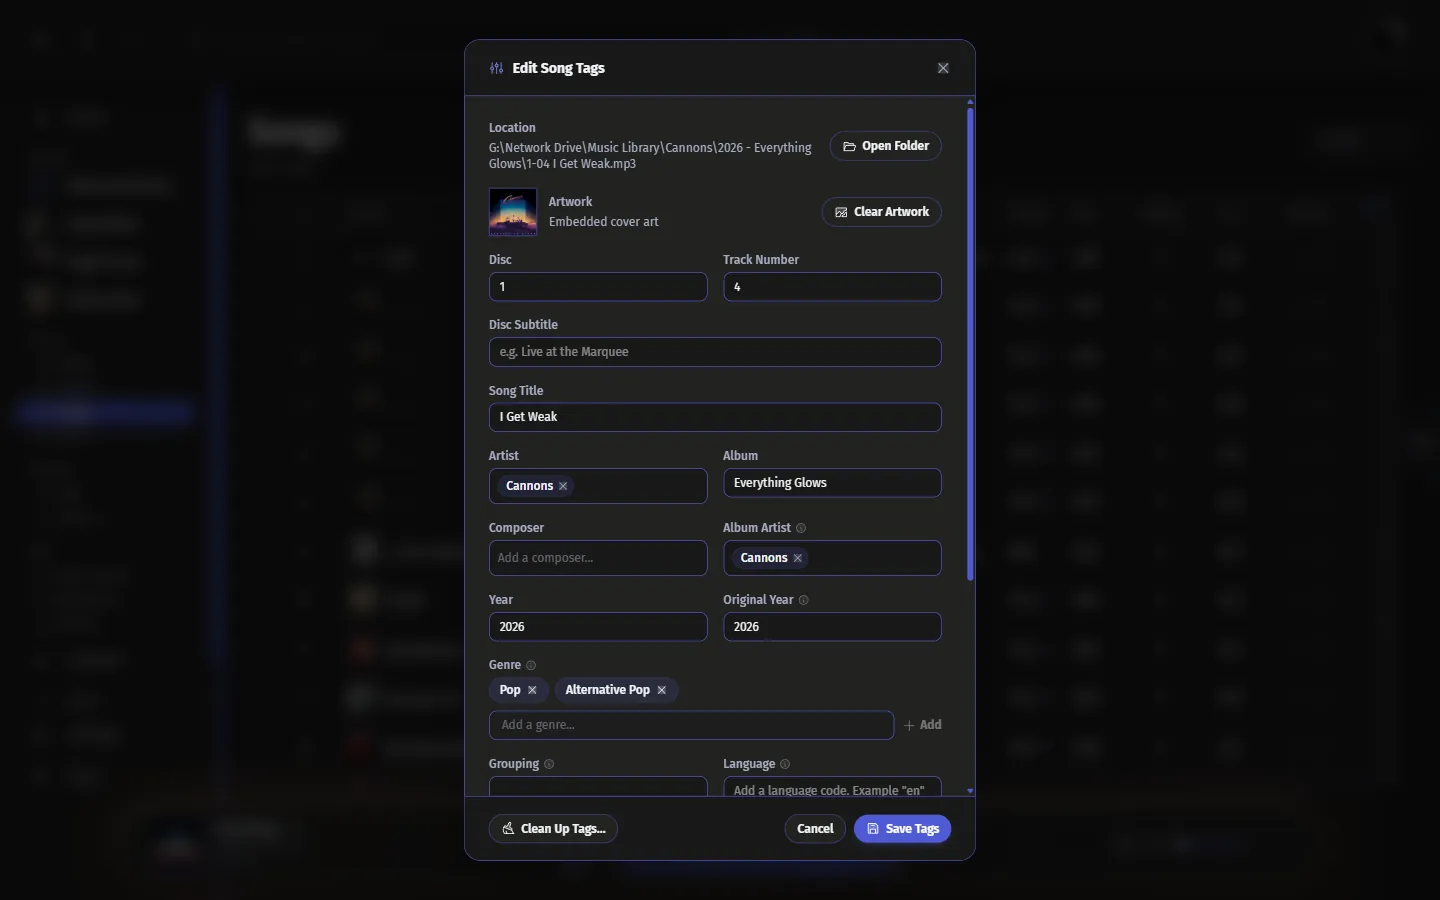 Edit Song Tags
Location
G:\Network Drive\Music Library\Cannons\2026 - Everything
Glows\1-04 I Get Weak.mp3
Open Folder
Artwork
Embedded cover art
Clear Artwork
Disc
Track Number
1
4
Disc Subtitle
e.g. Live at the Marquee
Song Title
I Get Weak
Artist
Album
Cannons
Everything Glows
Composer
Album Artist
Add a composer...
Cannons
Year
Original Year
2026
2026
Genre
Pop
Alternative Pop
Add a genre...
Add
Grouping
Language
Add a language code. Example "en"
Clean Up Tags...
Cancel
Save Tags